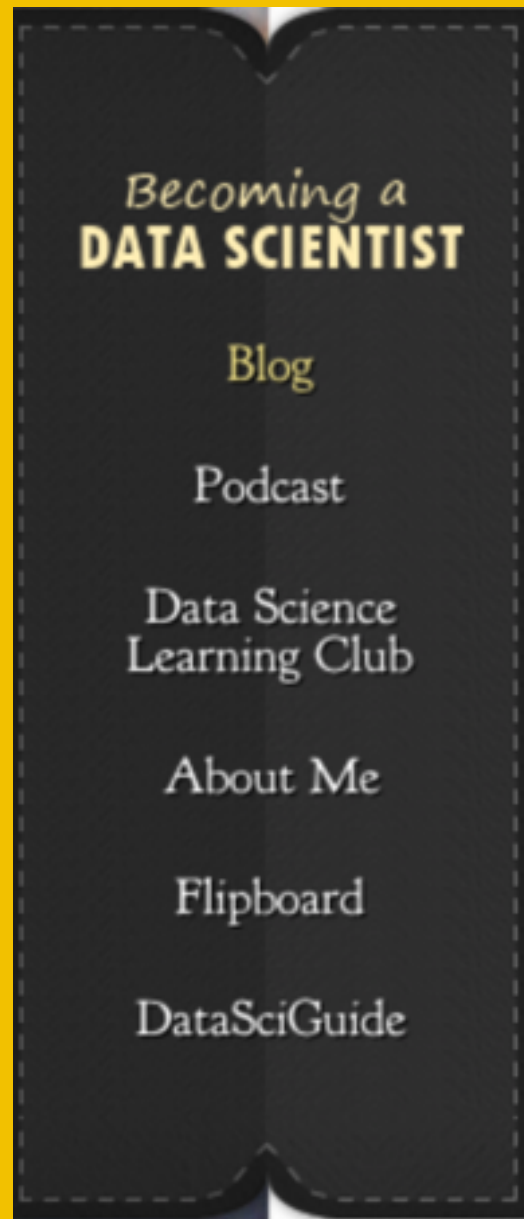 Becoming a
DATA SCIENTIST
Blog
Podcast
Data Science
Learning Club
About Me
Flipboard
DataSciGuide